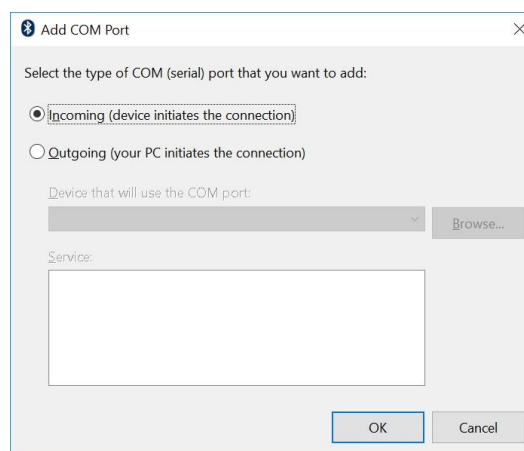 Add COM Port
Select the type of COM (serial) port that you want to add:
Incoming (device initiates the connection)
Outgoing (your PC initiates the connection)
Device that will use the COM port:
Browse...
Service:
OK Cancel